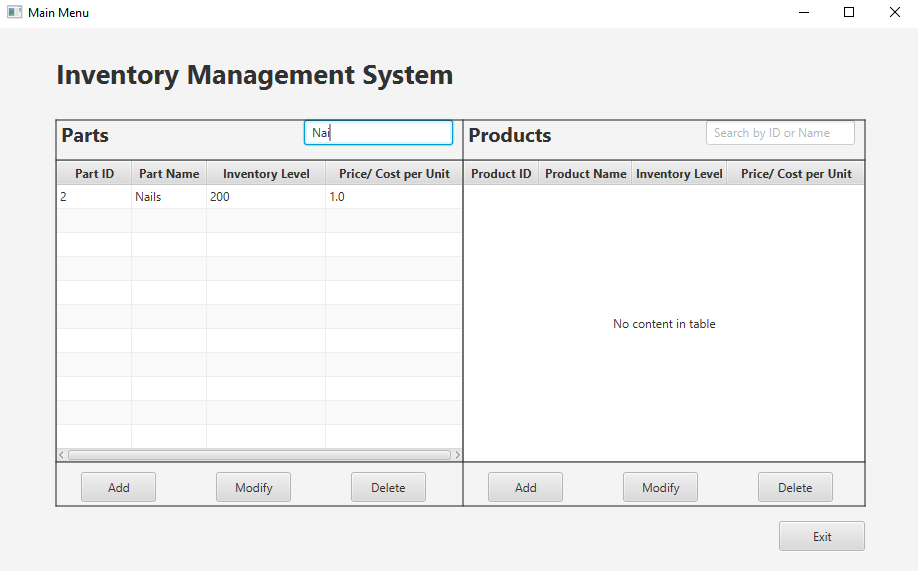 Main Menu
Inventory Management System
Parts
Nai
Products
Search by ID or Name
Part ID Part Name Inventory Level Price/ Cost per Unit
2 Nails 200 1.0
Product ID Product Name Inventory Level Price/ Cost per Unit
No content in table
Add Modify Delete
Add Modify Delete
Exit